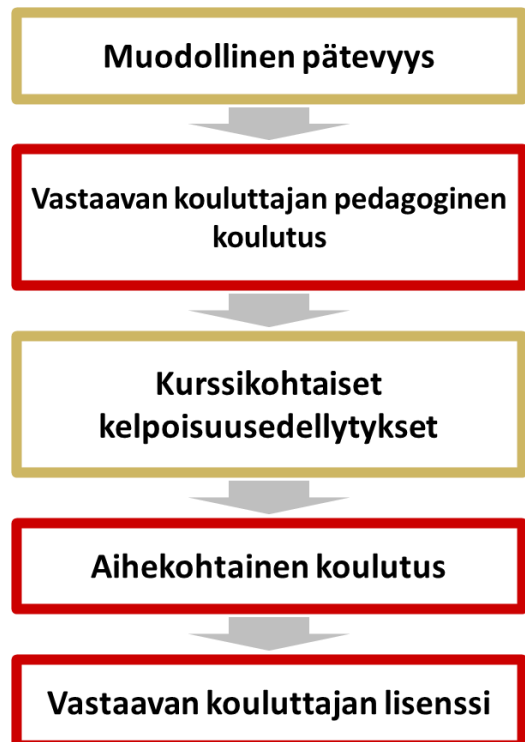 Muodollinen pätevyys
Vastaavan kouluttajan pedagoginen
koulutus
Kurssikohtaiset
kelpoisuusedellytykset
Aihekohtainen koulutus
Vastaavan kouluttajan lisenssi